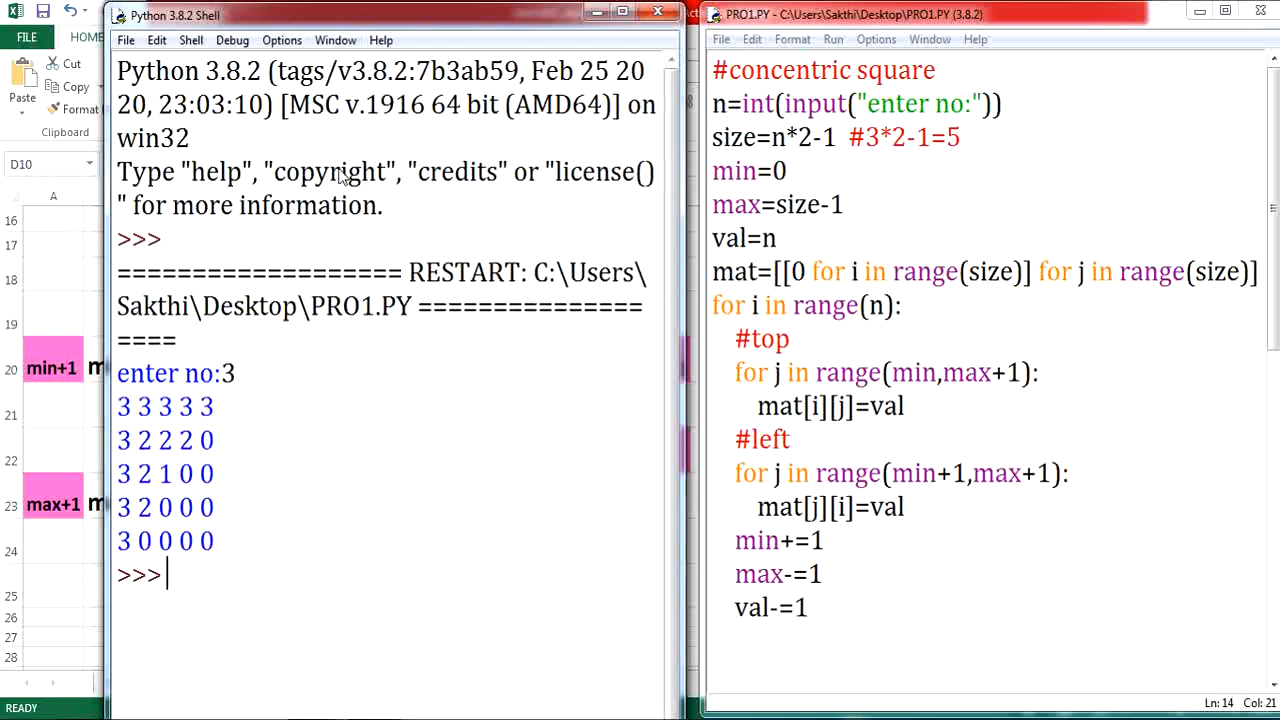 FILE
HOME
Cut
Copy
Format
Paste
Clipboard
D10
A
16
17
18
19
20
min+1
21
22
23
max+1
24
25
26
27
28
READY
Python 3.8.2 Shell
File Edit Shell Debug Options Window Help
Python 3.8.2 (tags/v3.8.2:7b3ab59, Feb 25 20
20, 23:03:10) [MSC v.1916 64 bit (AMD64)] on
win32
Type "help", "copyright", "credits" or "license()
" for more information.
>>>
=================== RESTART: C:\Users\
Sakthi\Desktop\PRO1.PY ===============
====
enter no:3
3 3 3 3 3
3 2 2 2 0
3 2 1 0 0
3 2 0 0 0
3 0 0 0 0
>>>
PRO1.PY - C:\Users\Sakthi\Desktop\PRO1.PY (3.8.2)
File Edit Format Run Options Window Help
#concentric square
n=int(input("enter no:"))
size=n*2-1 #3*2-1=5
min=0
max=size-1
val=n
mat=[[0 for i in range(size)] for j in range(size)]
for i in range(n):
#top
for j in range(min,max+1):
mat[i][j]=val
#left
for j in range(min+1,max+1):
mat[j][i]=val
min+=1
max-=1
val-=1
Ln: 14 Col: 21